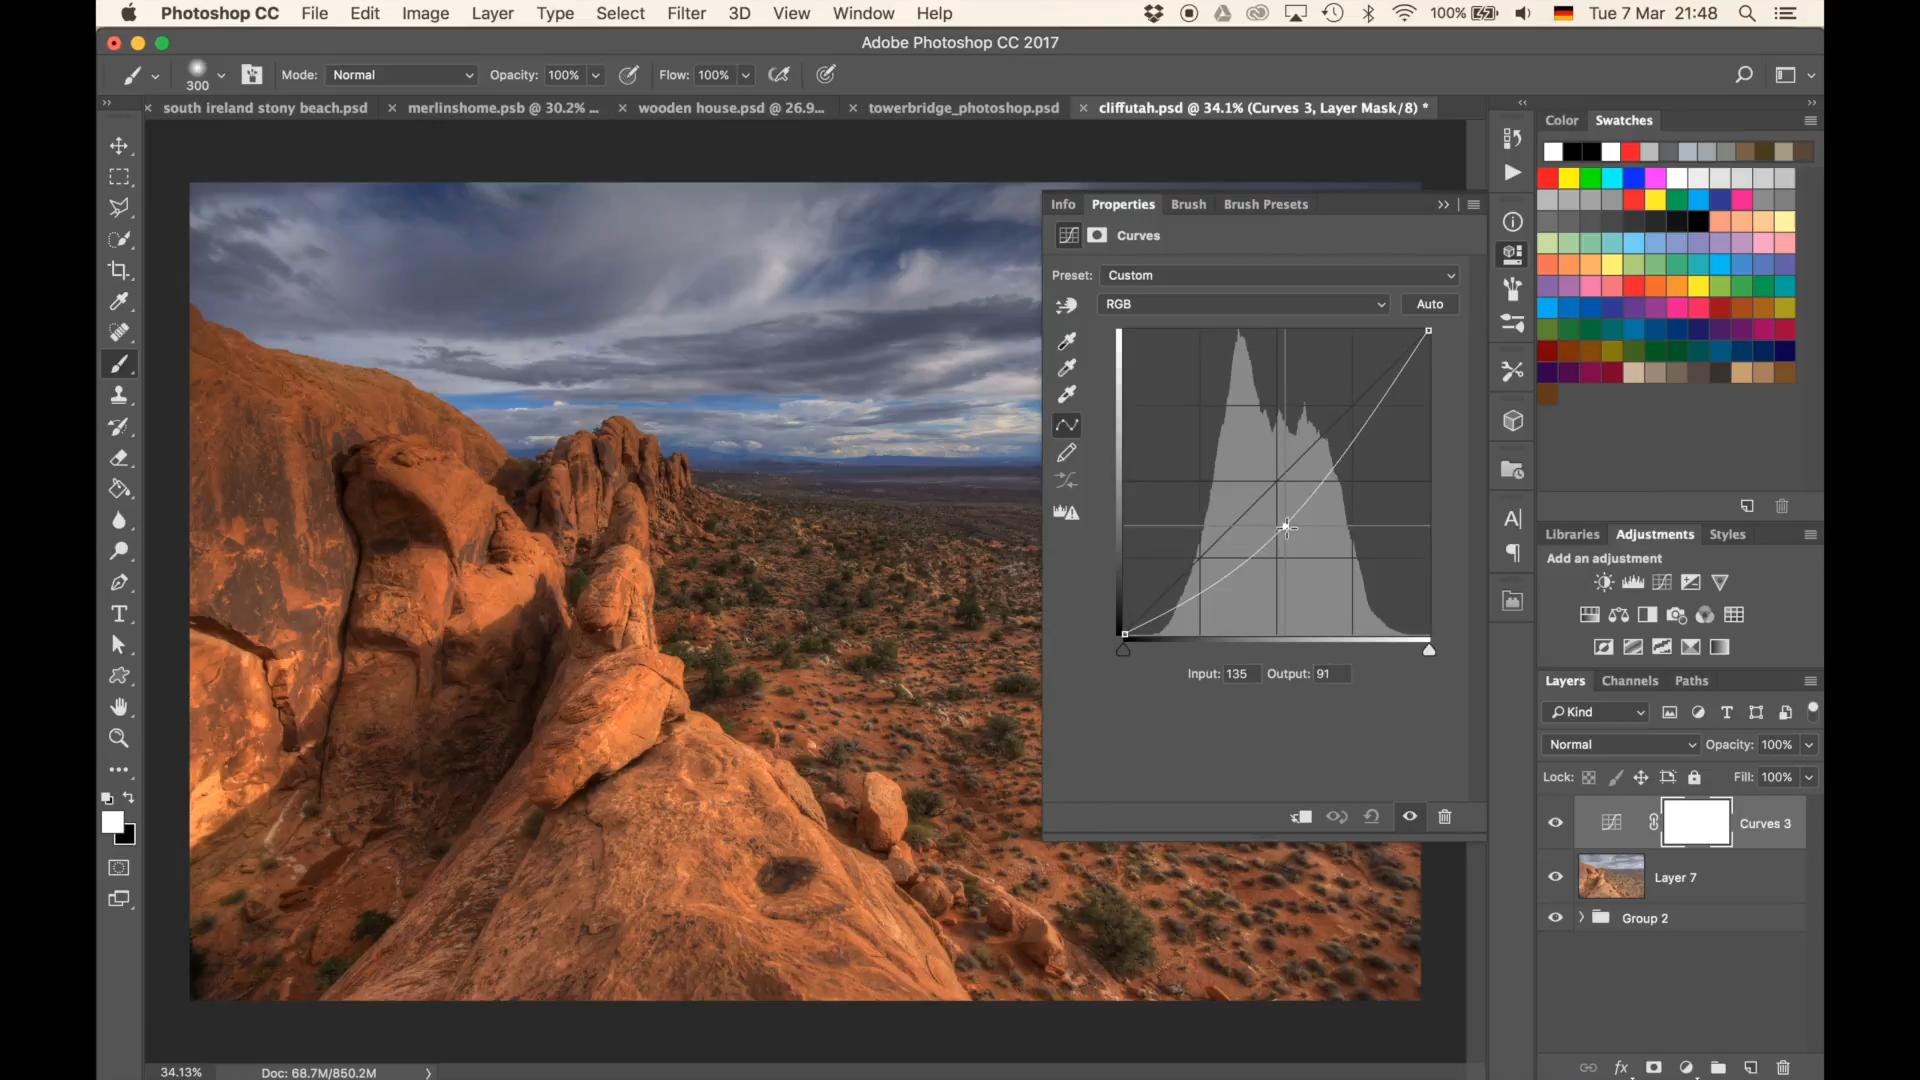 Photoshop CC File Edit Image Layer Type Select Filter 3D View Window Help 100% Tue 7 Mar 21:48
Adobe Photoshop CC 2017
300 Mode: Normal Opacity: 100% Flow: 100%
south ireland stony beach.psd merlinshome.psb @ 30.2% ... wooden house.psd @ 26.9... towerbridge_photoshop.psd cliffutah.psd @ 34.1% (Curves 3, Layer Mask/8) *
Color Swatches
Info Properties Brush Brush Presets
Curves
Preset: Custom
RGB Auto
Input: 135 Output: 91
Libraries Adjustments Styles
Add an adjustment
Layers Channels Paths
Kind
Normal Opacity: 100%
Lock: Fill: 100%
Curves 3
Layer 7
Group 2
34.13% Doc: 68.7M/850.2M